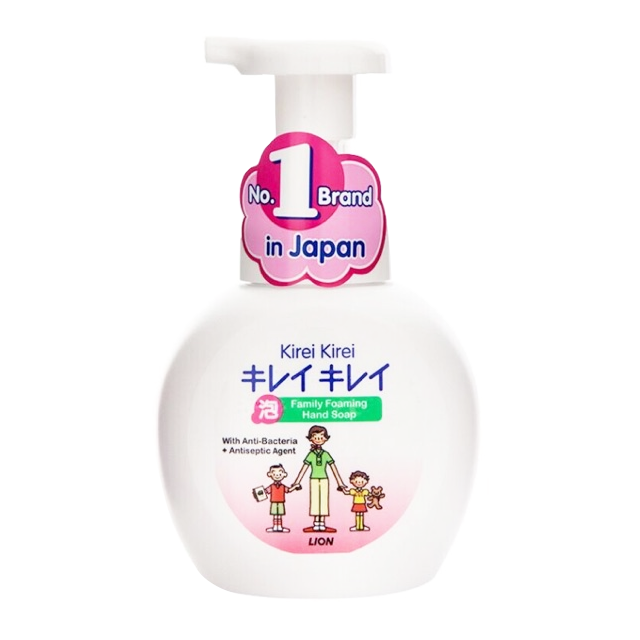 No. 1 Brand
in Japan
Kirei Kirei
キレイ キレイ
泡 Family Foaming
Hand Soap
With Anti-Bacteria
+ Antiseptic Agent
LION